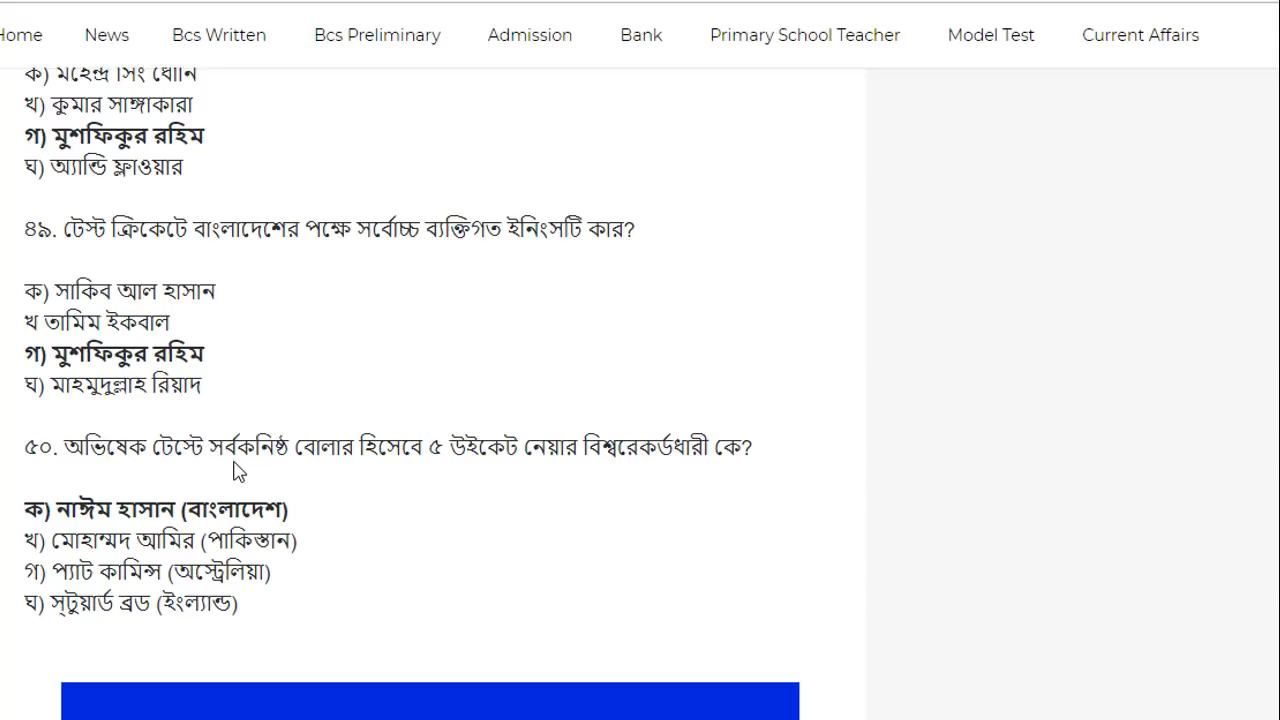 Home News Bcs Written Bcs Preliminary Admission Bank Primary School Teacher Model Test Current Affairs
ক) মহেন্দ্র সিং ধোনি
খ) কুমার সাঙ্গাকারা
গ) মুশফিকুর রহিম
ঘ) অ্যান্ডি ফ্লাওয়ার
৪৯. টেস্ট ক্রিকেটে বাংলাদেশের পক্ষে সর্বোচ্চ ব্যক্তিগত ইনিংসটি কার?
ক) সাকিব আল হাসান
খ তামিম ইকবাল
গ) মুশফিকুর রহিম
ঘ) মাহমুদুল্লাহ রিয়াদ
৫০. অভিষেক টেস্টে সর্বকনিষ্ঠ বোলার হিসেবে ৫ উইকেট নেয়ার বিশ্বরেকর্ডধারী কে?
ক) নাঈম হাসান (বাংলাদেশ)
খ) মোহাম্মদ আমির (পাকিস্তান)
গ) প্যাট কামিন্স (অস্ট্রেলিয়া)
ঘ) স্টুয়ার্ড ব্রড (ইংল্যান্ড)